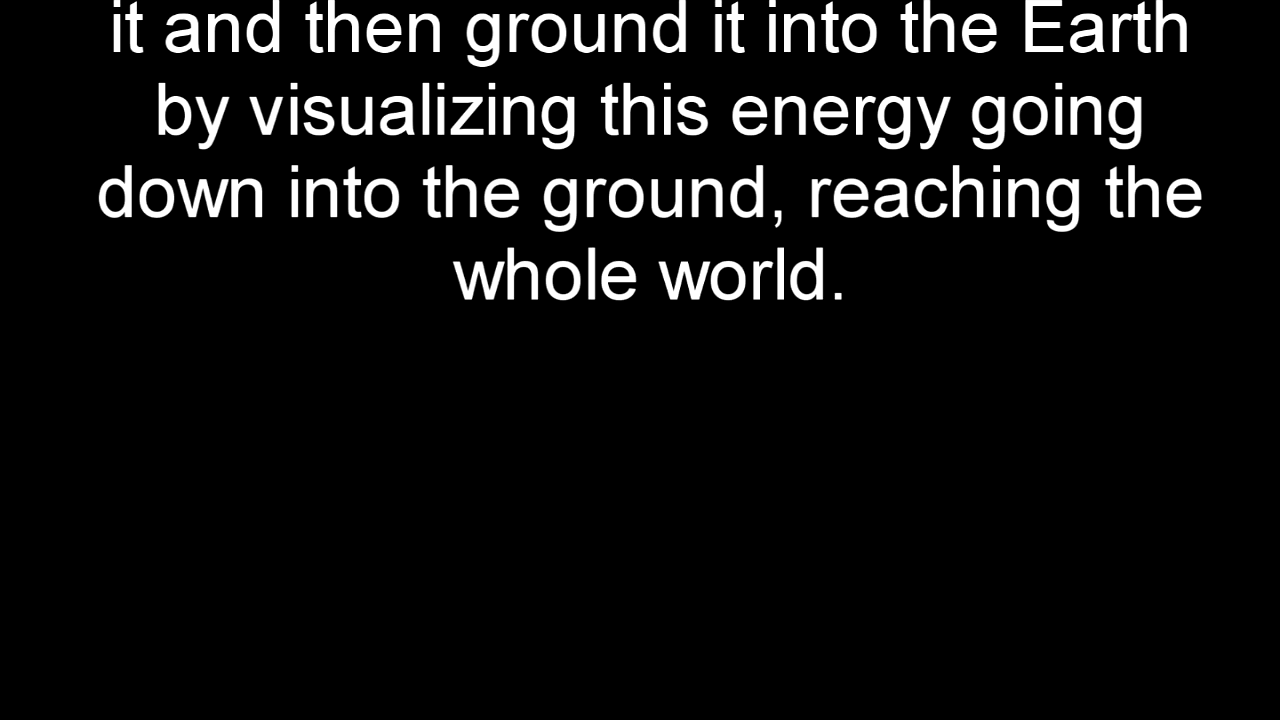 it and then ground it into the Earth
by visualizing this energy going
down into the ground, reaching the
whole world.